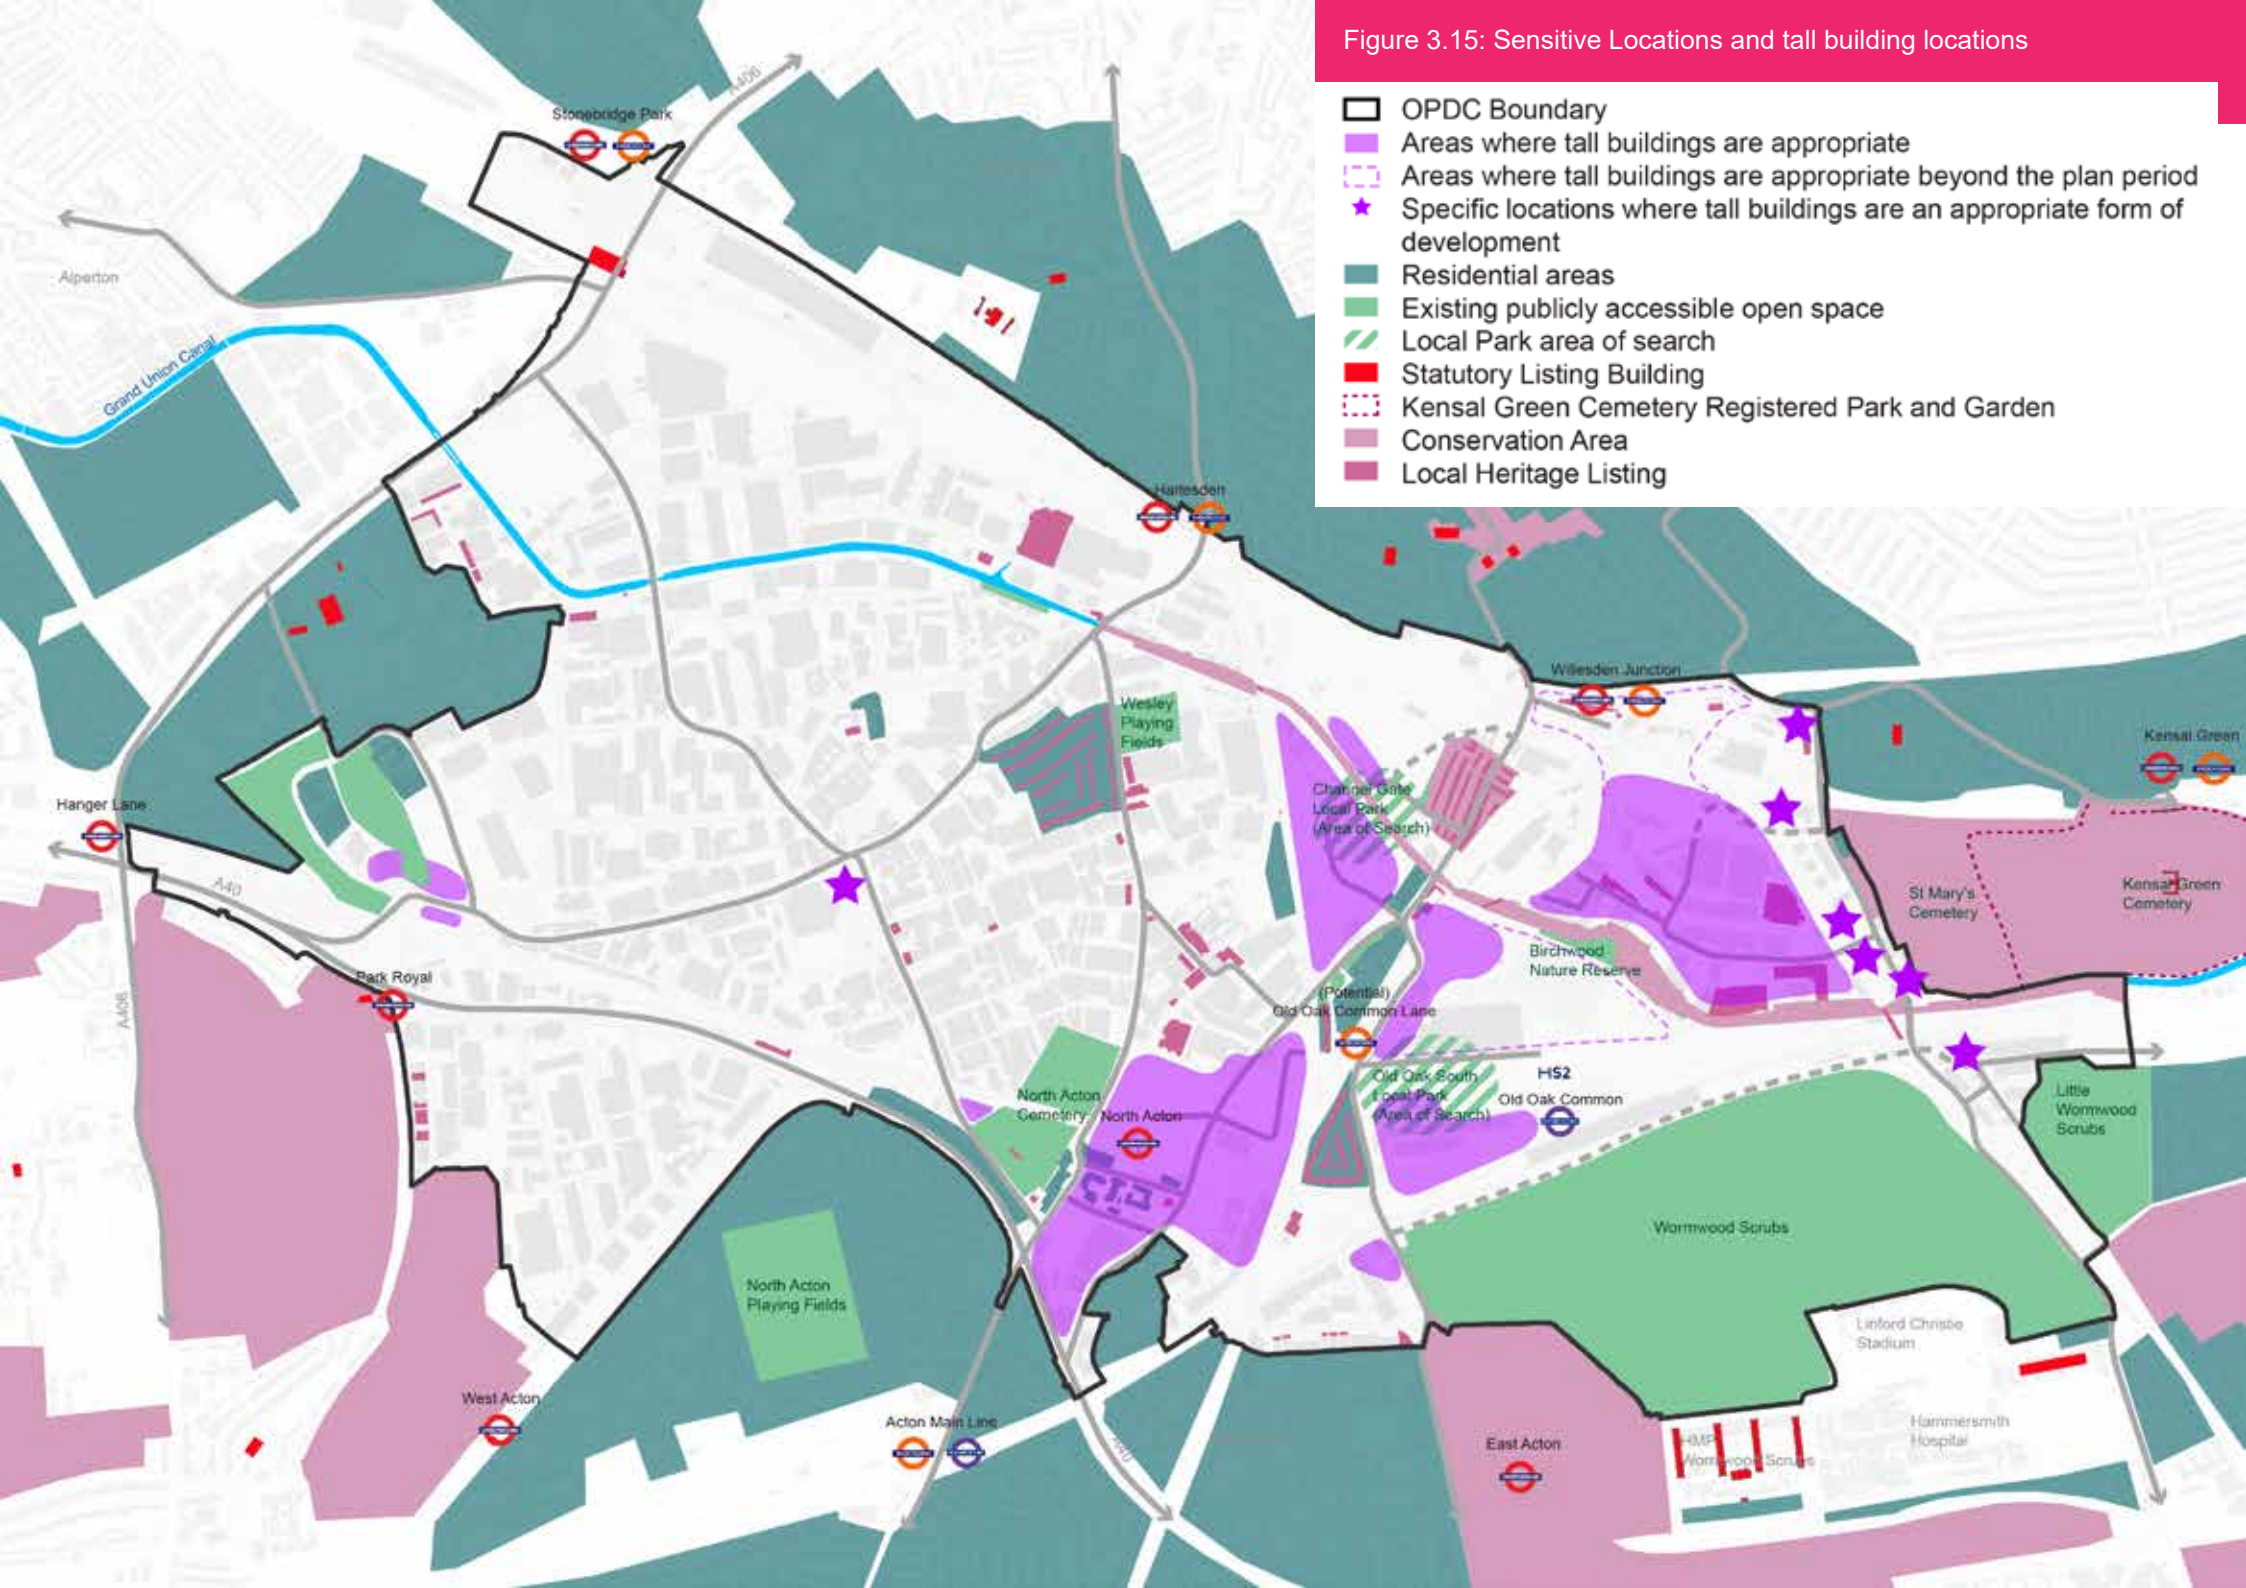 Figure 3.15: Sensitive Locations and tall building locations
OPDC Boundary
Areas where tall buildings are appropriate
Areas where tall buildings are appropriate beyond the plan period
Specific locations where tall buildings are an appropriate form of
development
Residential areas
Existing publicly accessible open space
Local Park area of search
Statutory Listing Building
Kensal Green Cemetery Registered Park and Garden
Conservation Area
Local Heritage Listing
A406
Stonebridge Park
Alperton
Grand Union Canal
Harlesden
Willesden Junction
Wesley
Playing
Fields
Kensal Green
Hanger Lane
Channel Gate
Local Park
(Area of Search)
A40
St Mary's
Cemetery
Kensal Green
Cemetery
Birchwood
Nature Reserve
Park Royal
A406
(Potential)
Old Oak Common Lane
HS2
Old Oak Common
Old Oak South
Local Park
(Area of Search)
North Acton
Cemetery
North Acton
Little
Wormwood
Scrubs
Wormwood Scrubs
North Acton
Playing Fields
Linford Christie
Stadium
West Acton
Acton Main Line
A40
East Acton
HMP
Wormwood Scrubs
Hammersmith
Hospital